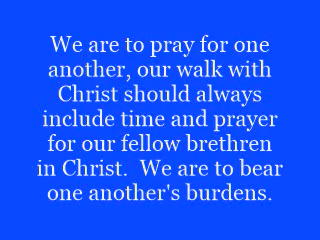 We are to pray for one
another, our walk with
Christ should always
include time and prayer
for our fellow brethren
in Christ.  We are to bear
one another's burdens.